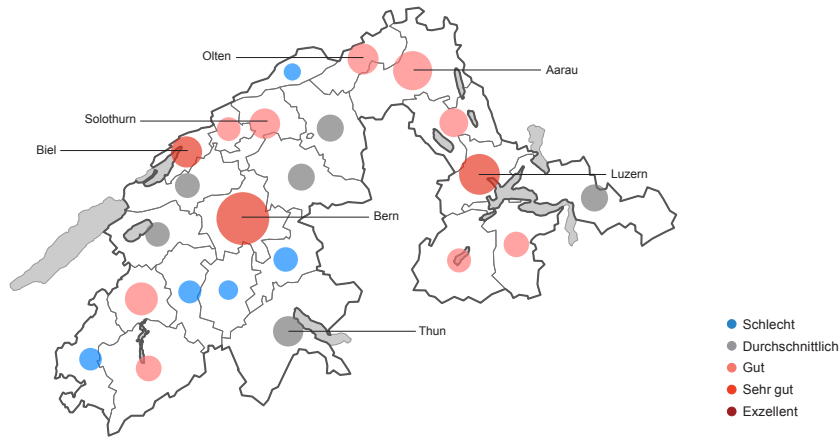 Olten
Aarau
Solothurn
Biel
Luzern
Bern
Thun
Schlecht
Durchschnittlich
Gut
Sehr gut
Exzellent